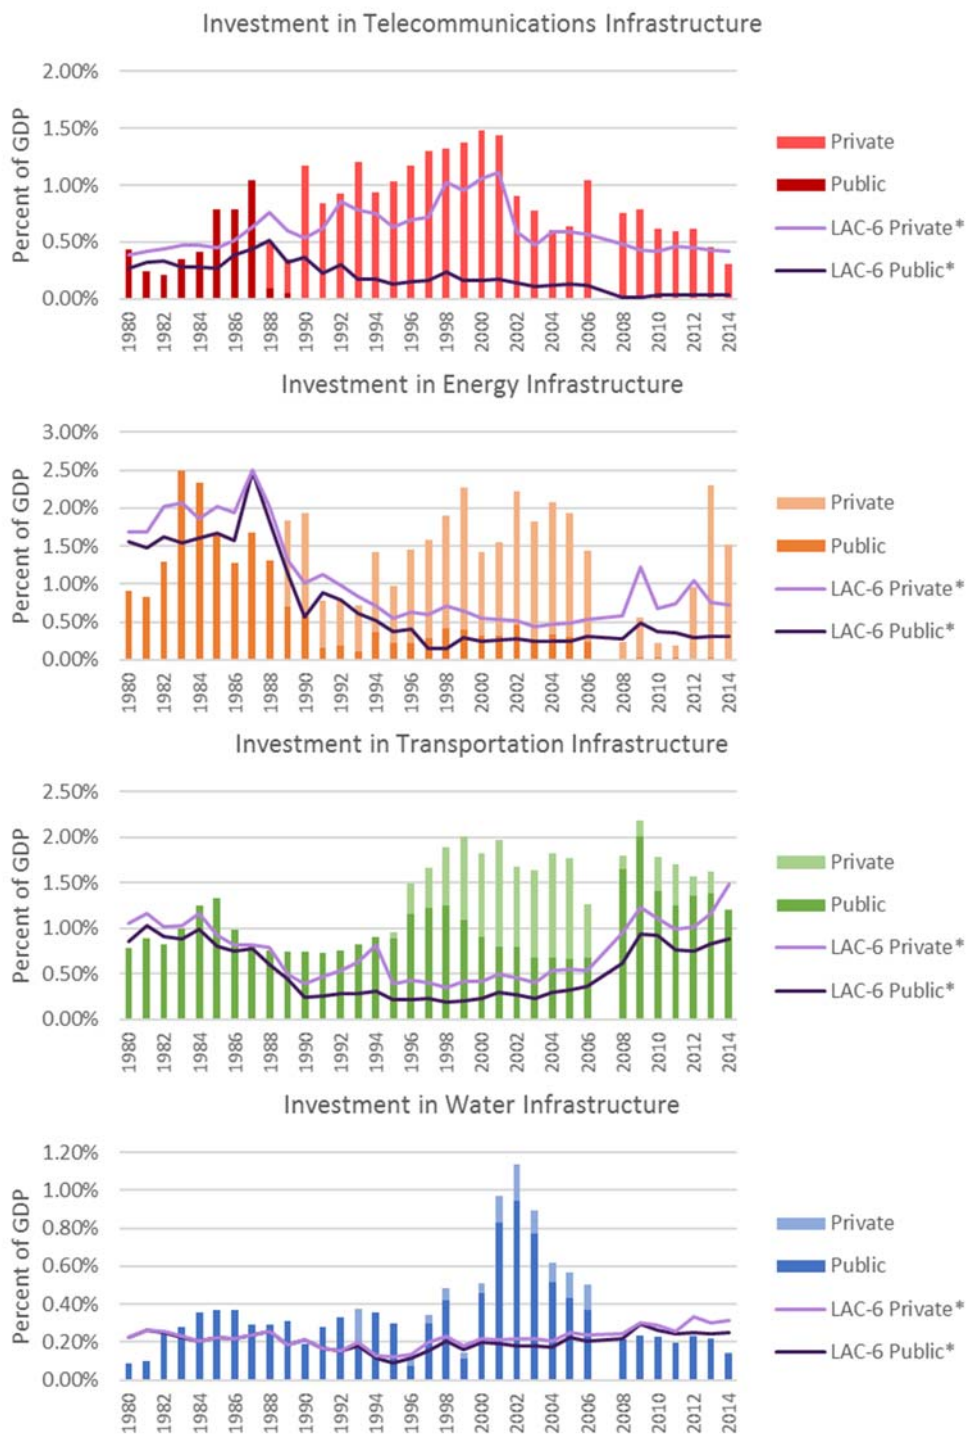 Investment in Telecommunications Infrastructure
Percent of GDP
2.00%
1.50%
1.00%
0.50%
0.00%
1980 1982 1984 1986 1988 1990 1992 1994 1996 1998 2000 2002 2004 2006 2008 2010 2012 2014
Private
Public
LAC-6 Private*
LAC-6 Public*
Investment in Energy Infrastructure
Percent of GDP
3.00%
2.50%
2.00%
1.50%
1.00%
0.50%
0.00%
1980 1982 1984 1986 1988 1990 1992 1994 1996 1998 2000 2002 2004 2006 2008 2010 2012 2014
Private
Public
LAC-6 Private*
LAC-6 Public*
Investment in Transportation Infrastructure
Percent of GDP
2.50%
2.00%
1.50%
1.00%
0.50%
0.00%
1980 1982 1984 1986 1988 1990 1992 1994 1996 1998 2000 2002 2004 2006 2008 2010 2012 2014
Private
Public
LAC-6 Private*
LAC-6 Public*
Investment in Water Infrastructure
Percent of GDP
1.20%
1.00%
0.80%
0.60%
0.40%
0.20%
0.00%
1980 1982 1984 1986 1988 1990 1992 1994 1996 1998 2000 2002 2004 2006 2008 2010 2012 2014
Private
Public
LAC-6 Private*
LAC-6 Public*